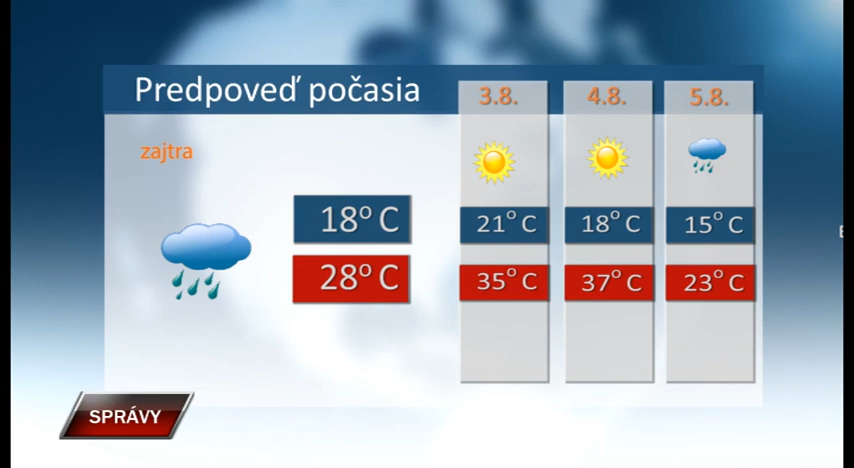 Predpoveď počasia
zajtra
18° C
28° C
3.8.
21° C
35° C
4.8.
18° C
37° C
5.8.
15° C
23° C
SPRÁVY